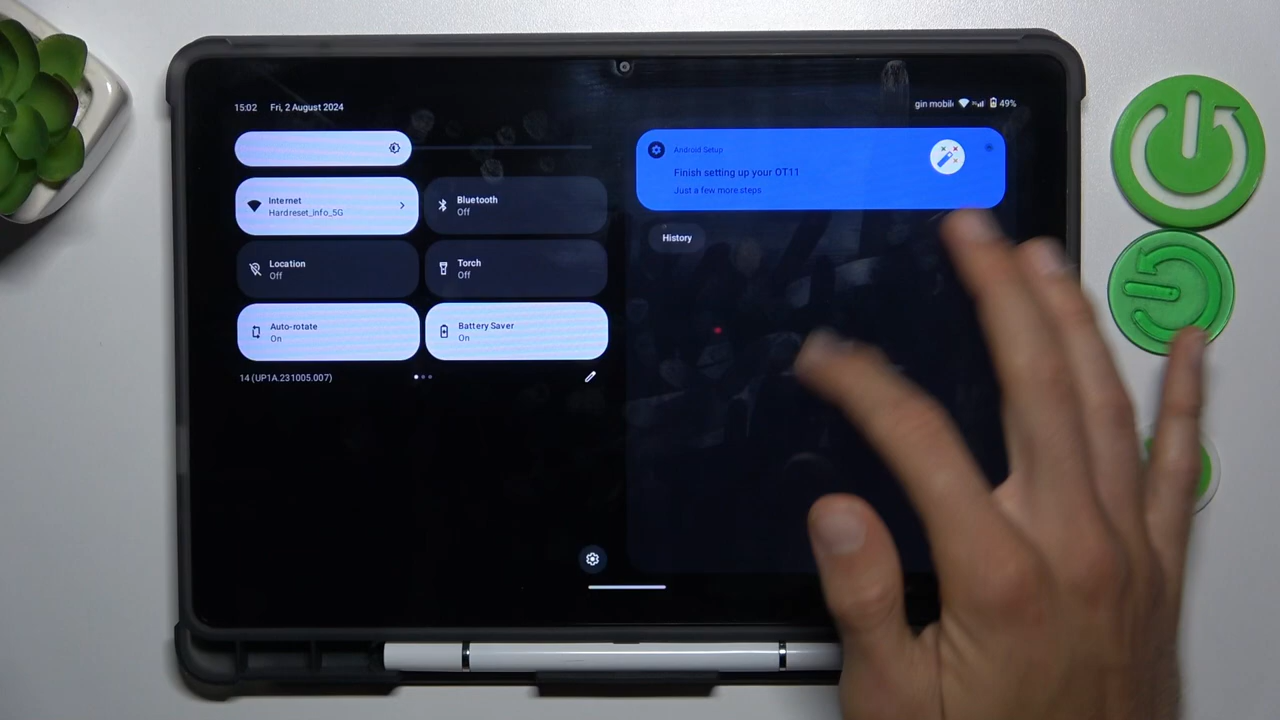 15:02 Fri, 2 August 2024
gin mobil 49%
Internet
Hardreset_info_5G
Bluetooth
Off
Location
Off
Torch
Off
Auto-rotate
On
Battery Saver
On
14 (UP1A.231005.007)
Android Setup
Finish setting up your OT11
Just a few more steps
History